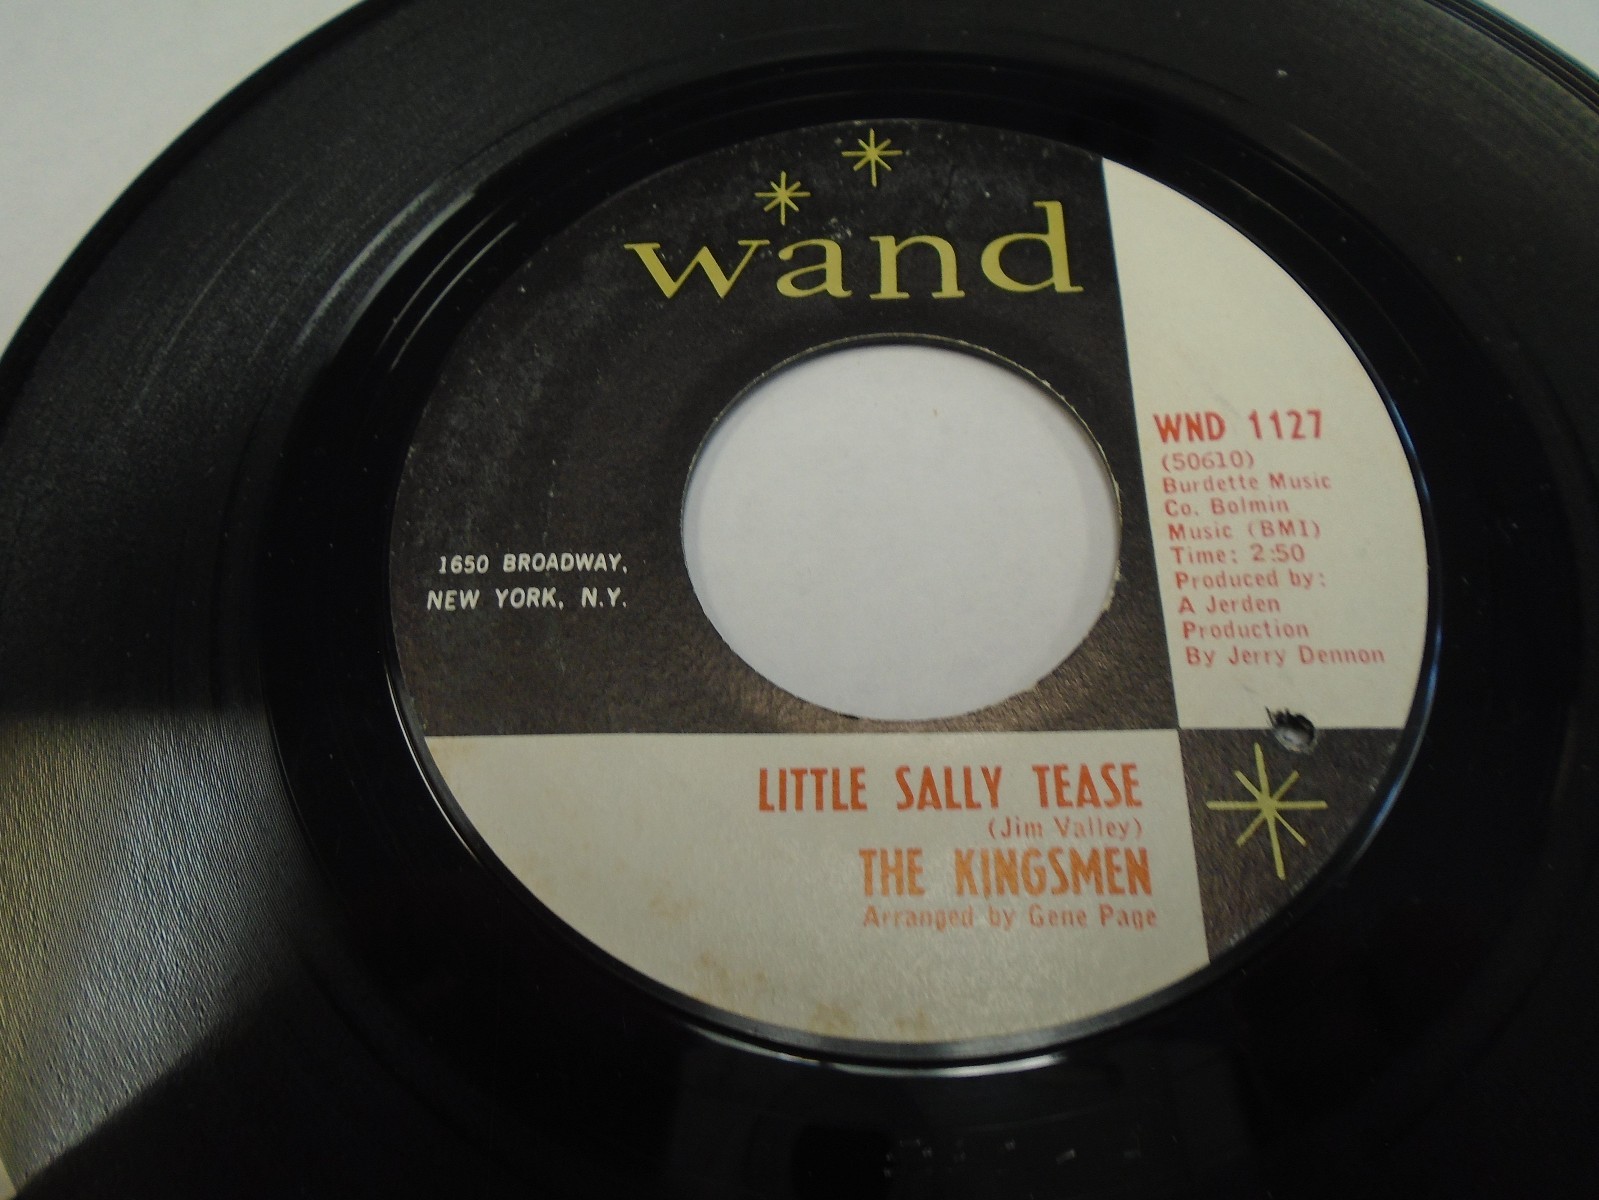 wand
WND 1127
(50610)
Burdette Music
Co. Bolmin
Music (BMI)
Time: 2:50
Produced by:
A Jerden
Production
By Jerry Dennon
1650 BROADWAY,
NEW YORK, N.Y.
LITTLE SALLY TEASE
(Jim Valley)
THE KINGSMEN
Arranged by Gene Page